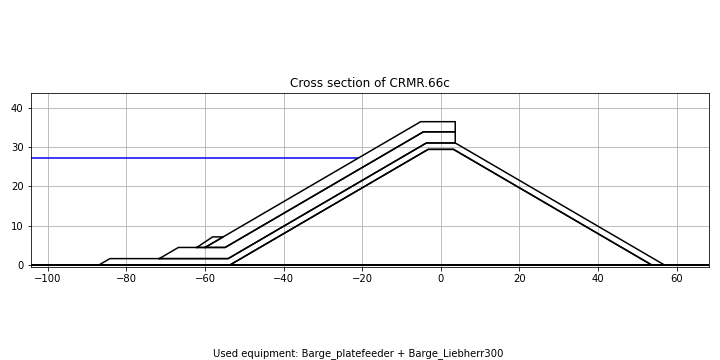 Cross section of CRMR.66c
40
30
20
10
0
−100 −80 −60 −40 −20 0 20 40 60
Used equipment: Barge_platefeeder + Barge_Liebherr300